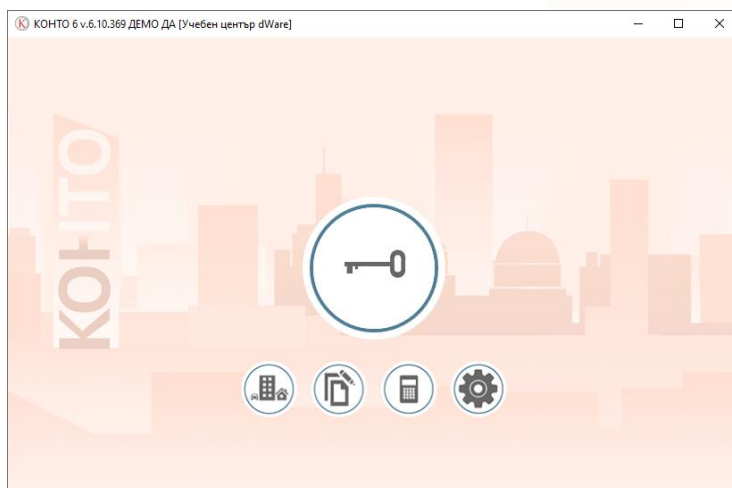 КОНТО 6 v.6.10.369 ДЕМО ДА [Учебен център dWare]
КОНТО